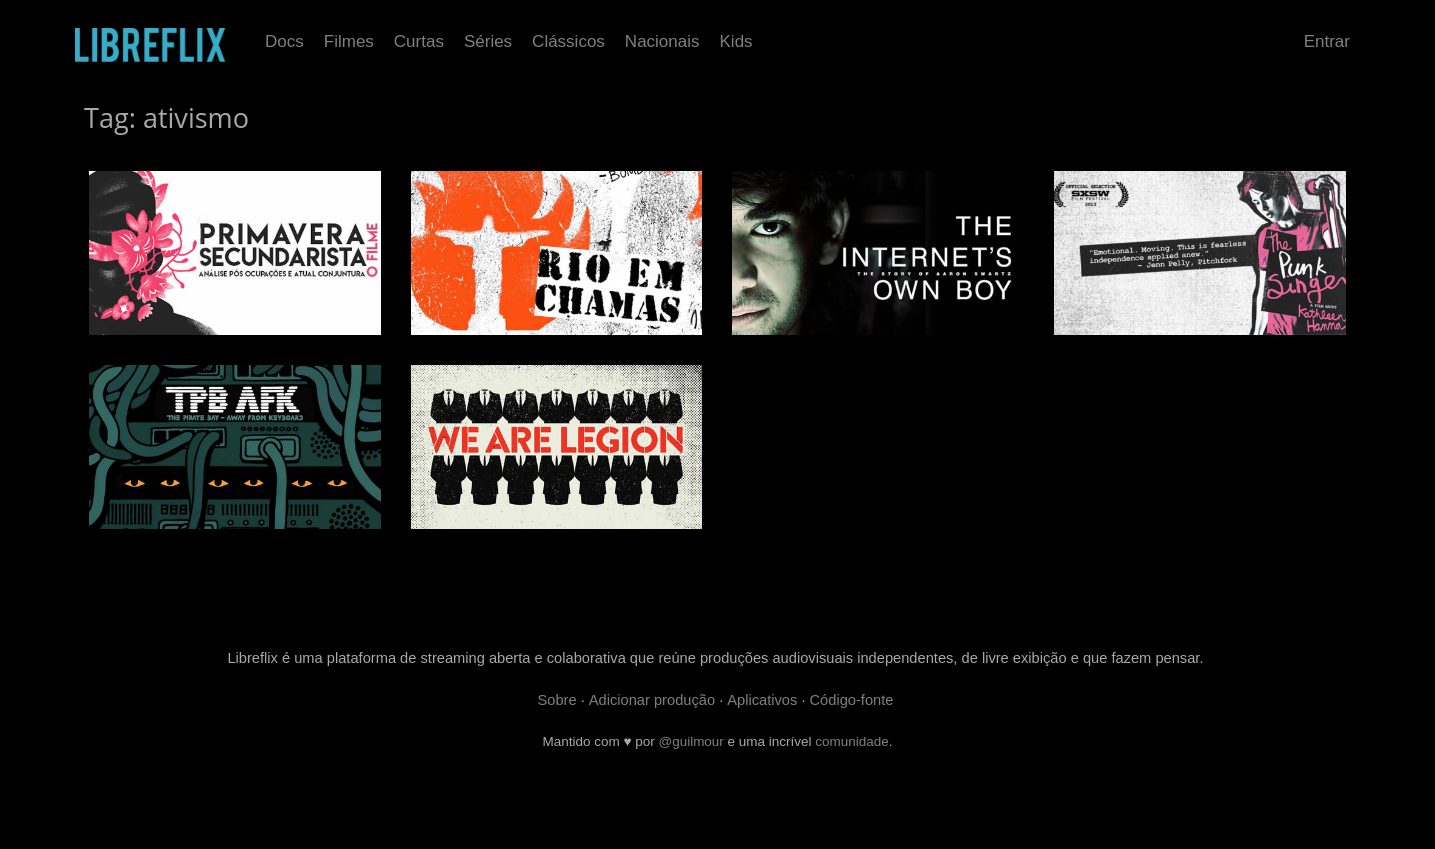 LIBREFLIX Docs Filmes Curtas Séries Clássicos Nacionais Kids Entrar
Tag: ativismo
PRIMAVERA
SECUNDARISTA
ANÁLISE PÓS OCUPAÇÕES E ATUAL CONJUNTURA
O FILME
RIO EM
CHAMAS
THE
INTERNET'S
THE STORY OF AARON SWARTZ
OWN BOY
OFFICIAL SELECTION
SXSW
FILM FESTIVAL
2013
"Emotional. Moving. This is fearless
independence applied anew."
- Jenn Pelly, Pitchfork
The
Punk
Singer
A FILM ABOUT
Kathleen
Hanna
TPB AFK
THE PIRATE BAY - AWAY FROM KEYBOARD
WE ARE LEGION
Libreflix é uma plataforma de streaming aberta e colaborativa que reúne produções audiovisuais independentes, de livre exibição e que fazem pensar.
Sobre · Adicionar produção · Aplicativos · Código-fonte
Mantido com ♥ por @guilmour e uma incrível comunidade.